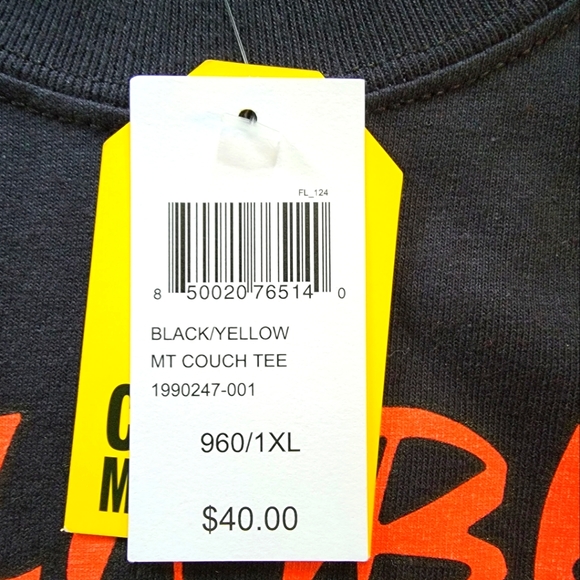 FL_124
8 50020 76514 0
BLACK/YELLOW
MT COUCH TEE
1990247-001
960/1XL
$40.00